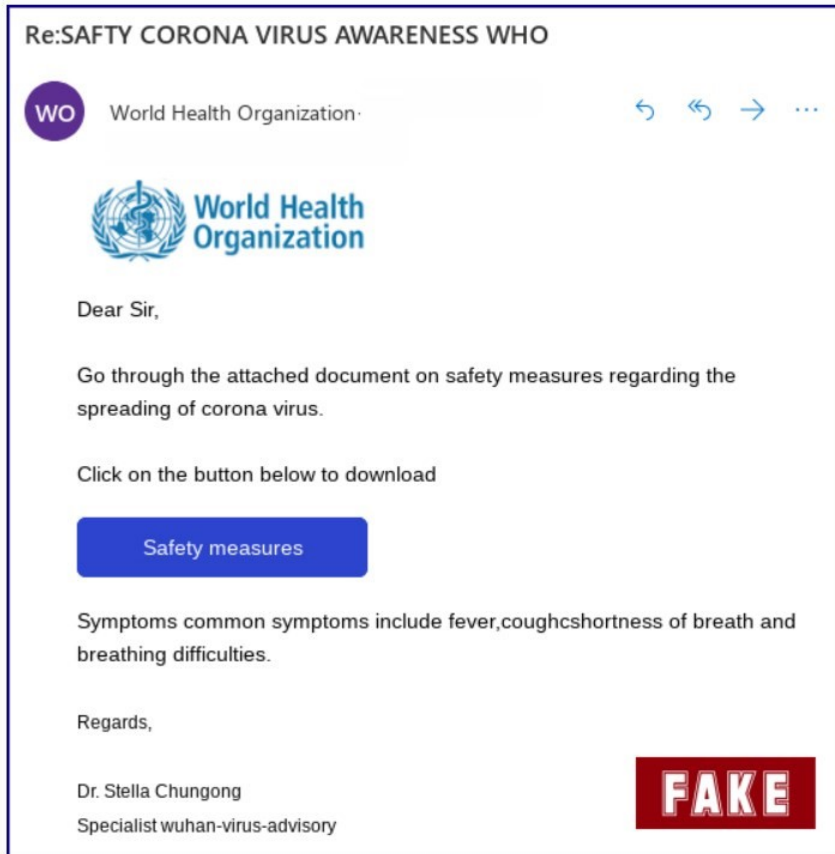 Re:SAFTY CORONA VIRUS AWARENESS WHO
WO
World Health Organization
World Health
Organization
Dear Sir,
Go through the attached document on safety measures regarding the
spreading of corona virus.
Click on the button below to download
Safety measures
Symptoms common symptoms include fever,coughcshortness of breath and
breathing difficulties.
Regards,
Dr. Stella Chungong
Specialist wuhan-virus-advisory
FAKE